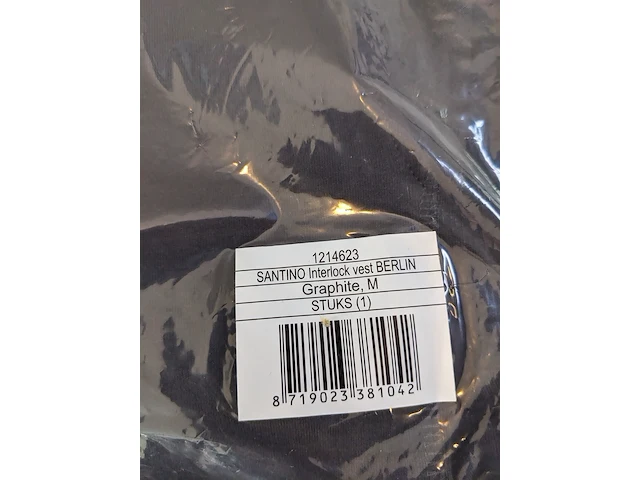 1214623
SANTINO Interlock vest BERLIN
Graphite, M
STUKS (1)
8 719023 381042